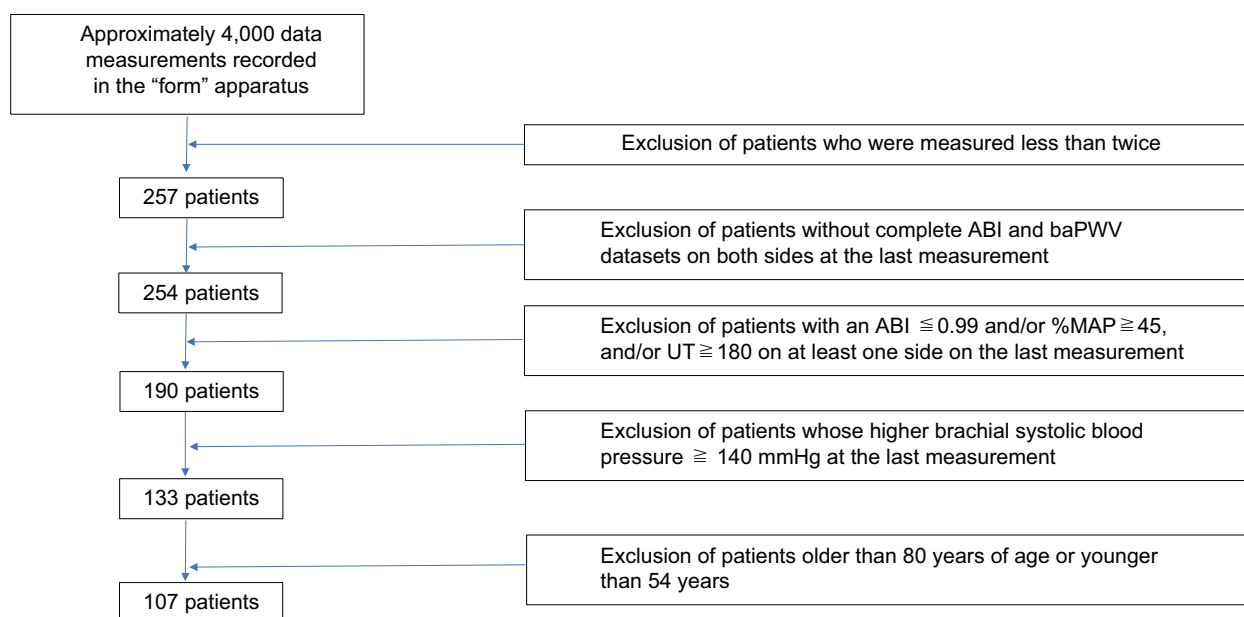 Approximately 4,000 data
measurements recorded
in the “form” apparatus
Exclusion of patients who were measured less than twice
257 patients
Exclusion of patients without complete ABI and baPWV
datasets on both sides at the last measurement
254 patients
Exclusion of patients with an ABI ≦0.99 and/or %MAP≧45,
and/or UT≧180 on at least one side on the last measurement
190 patients
Exclusion of patients whose higher brachial systolic blood
pressure ≧ 140 mmHg at the last measurement
133 patients
Exclusion of patients older than 80 years of age or younger
than 54 years
107 patients